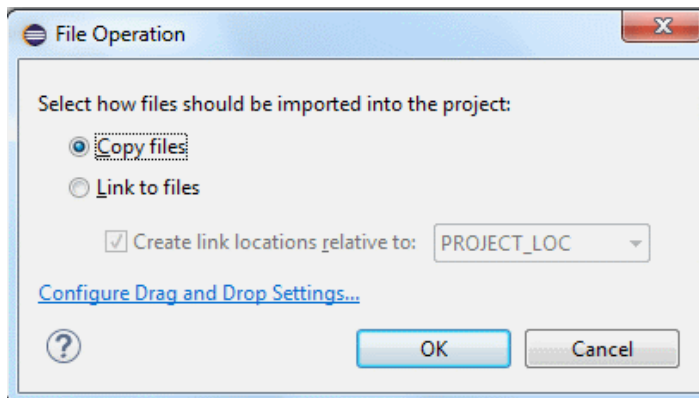 File Operation
Select how files should be imported into the project:
Copy files
Link to files
Create link locations relative to: PROJECT_LOC
Configure Drag and Drop Settings...
OK Cancel